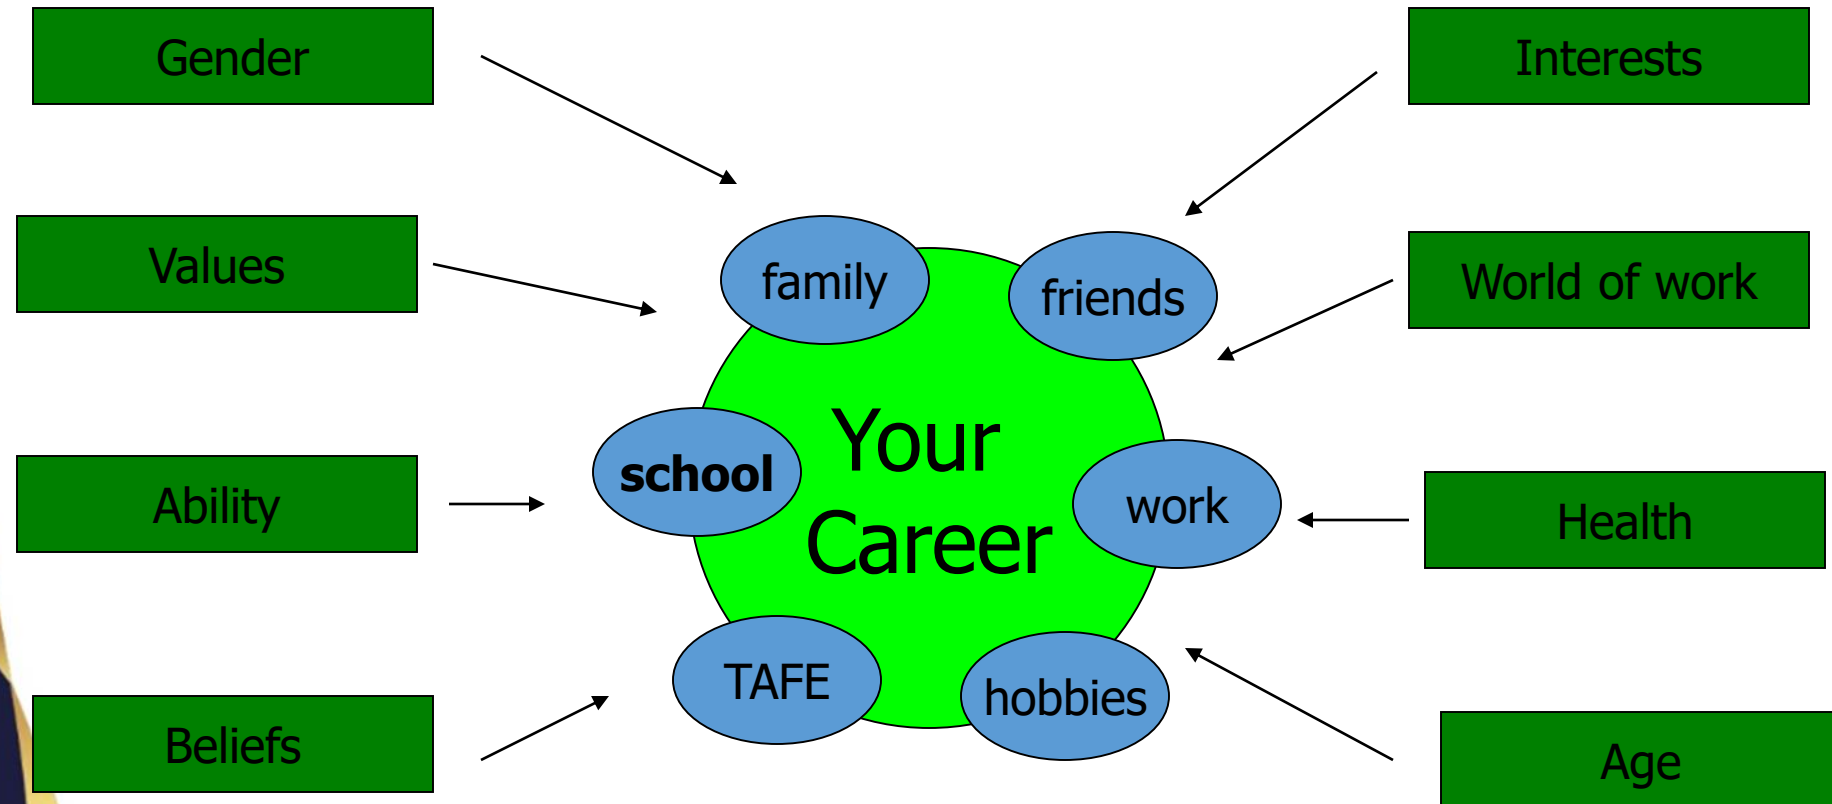 Gender
Interests
Values
World of work
family
friends
Your
Career
school
work
Ability
Health
TAFE
hobbies
Beliefs
Age